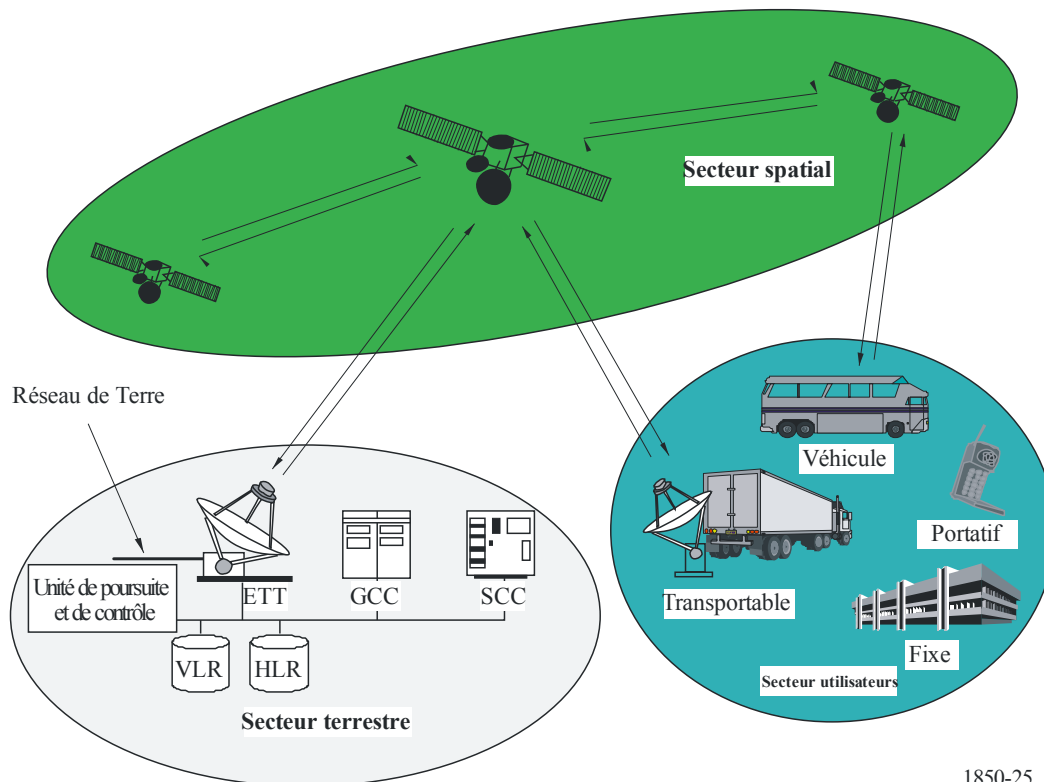 Secteur spatial
Réseau de Terre
Véhicule
Portatif
Unité de poursuite
et de contrôle
ETT
GCC
SCC
Transportable
VLR
HLR
Fixe
Secteur utilisateurs
Secteur terrestre
1850-25